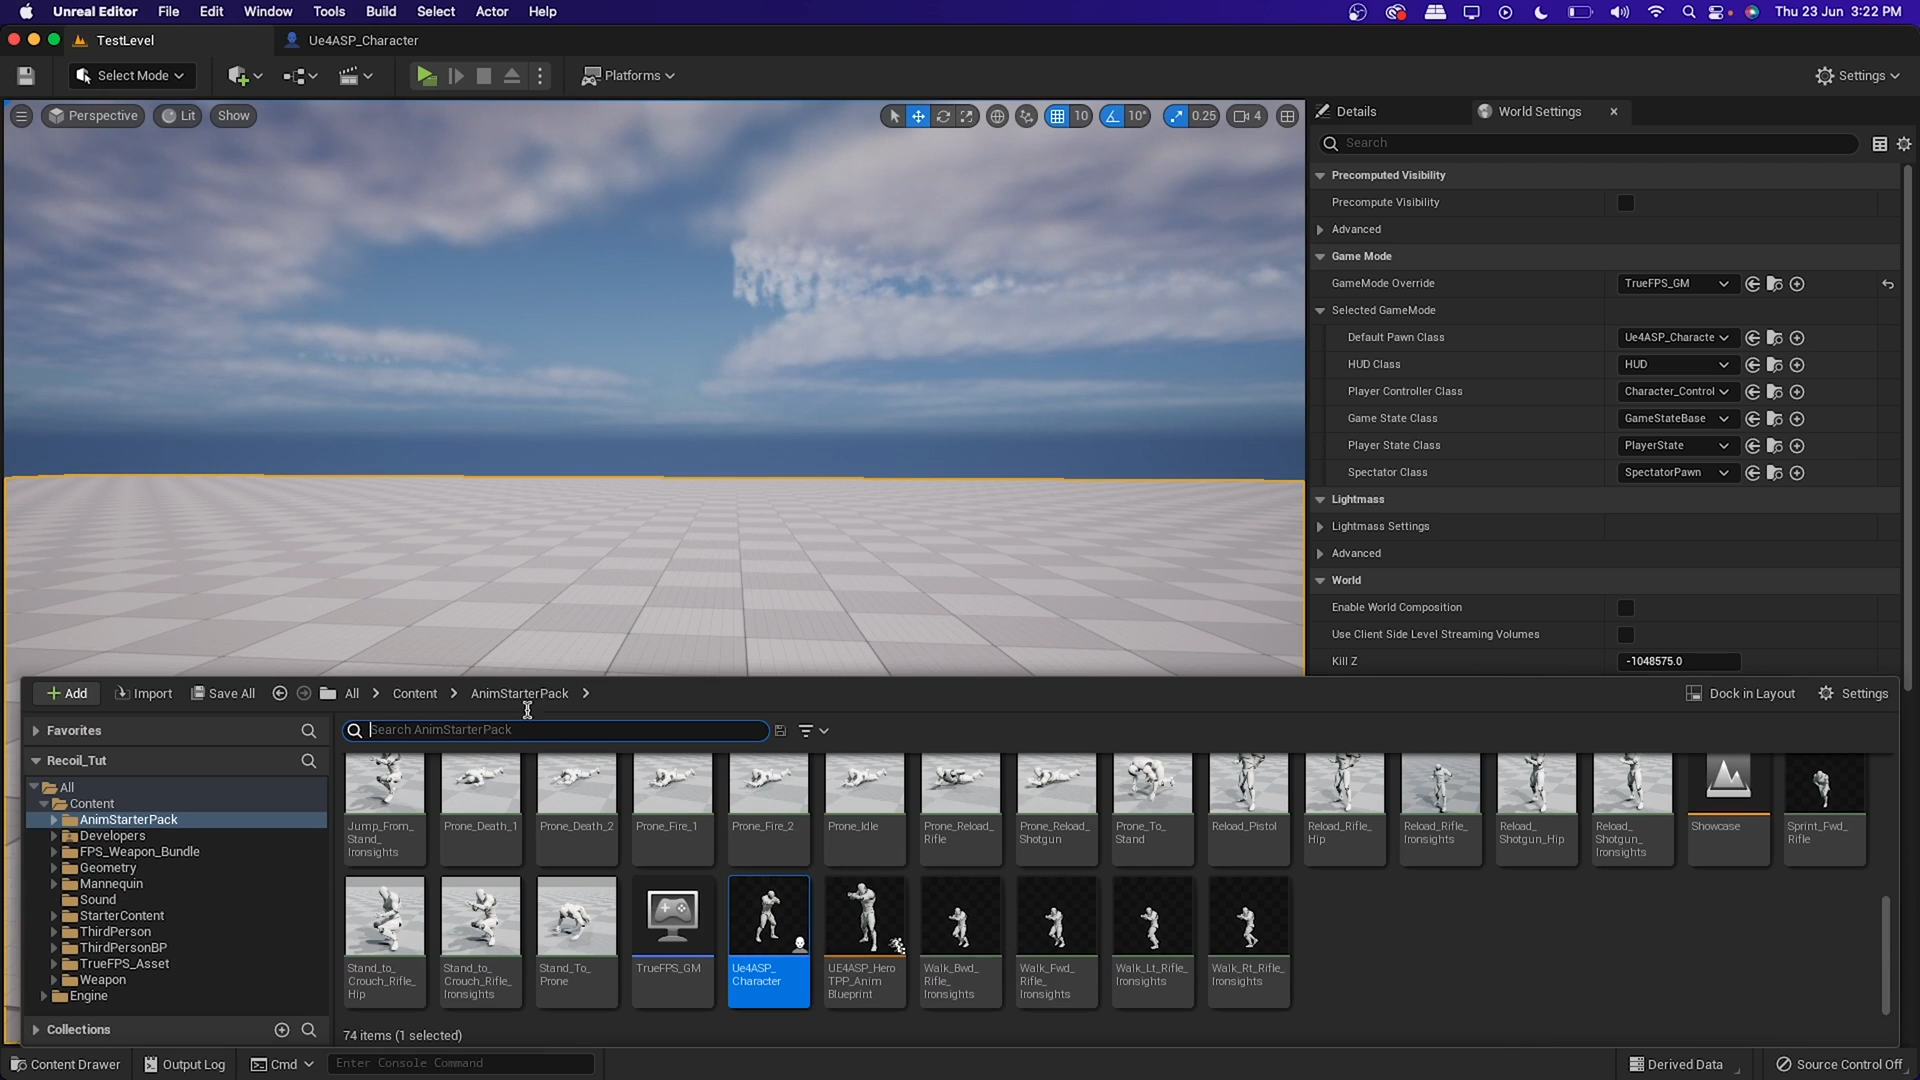 Unreal Editor File Edit Window Tools Build Select Actor Help
Thu 23 Jun 3:22 PM
TestLevel
Ue4ASP_Character
Select Mode
Platforms
Settings
Perspective
Lit
Show
10
10°
0.25
4
Details
World Settings
Search
Precomputed Visibility
Precompute Visibility
Advanced
Game Mode
GameMode Override
TrueFPS_GM
Selected GameMode
Default Pawn Class
Ue4ASP_Characte
HUD Class
HUD
Player Controller Class
Character_Control
Game State Class
GameStateBase
Player State Class
PlayerState
Spectator Class
SpectatorPawn
Lightmass
Lightmass Settings
Advanced
World
Enable World Composition
Use Client Side Level Streaming Volumes
Kill Z
-1048575.0
Add
Import
Save All
All
Content
AnimStarterPack
Dock in Layout
Settings
Favorites
Search AnimStarterPack
Recoil_Tut
All
Content
AnimStarterPack
Developers
FPS_Weapon_Bundle
Geometry
Mannequin
Sound
StarterContent
ThirdPerson
ThirdPersonBP
TrueFPS_Asset
Weapon
Engine
Collections
Jump_From_
Stand_
Ironsights
Prone_Death_1
Prone_Death_2
Prone_Fire_1
Prone_Fire_2
Prone_Idle
Prone_Reload_
Rifle
Prone_Reload_
Shotgun
Prone_To_
Stand
Reload_Pistol
Reload_Rifle_
Hip
Reload_Rifle_
Ironsights
Reload_
Shotgun_Hip
Reload_
Shotgun_
Ironsights
Showcase
Sprint_Fwd_
Rifle
Stand_to_
Crouch_Rifle_
Hip
Stand_to_
Crouch_Rifle_
Ironsights
Stand_To_
Prone
TrueFPS_GM
Ue4ASP_
Character
UE4ASP_Hero
TPP_Anim
Blueprint
Walk_Bwd_
Rifle_
Ironsights
Walk_Fwd_
Rifle_
Ironsights
Walk_Lt_Rifle_
Ironsights
Walk_Rt_Rifle_
Ironsights
74 items (1 selected)
Content Drawer
Output Log
Cmd
Enter Console Command
Derived Data
Source Control Off